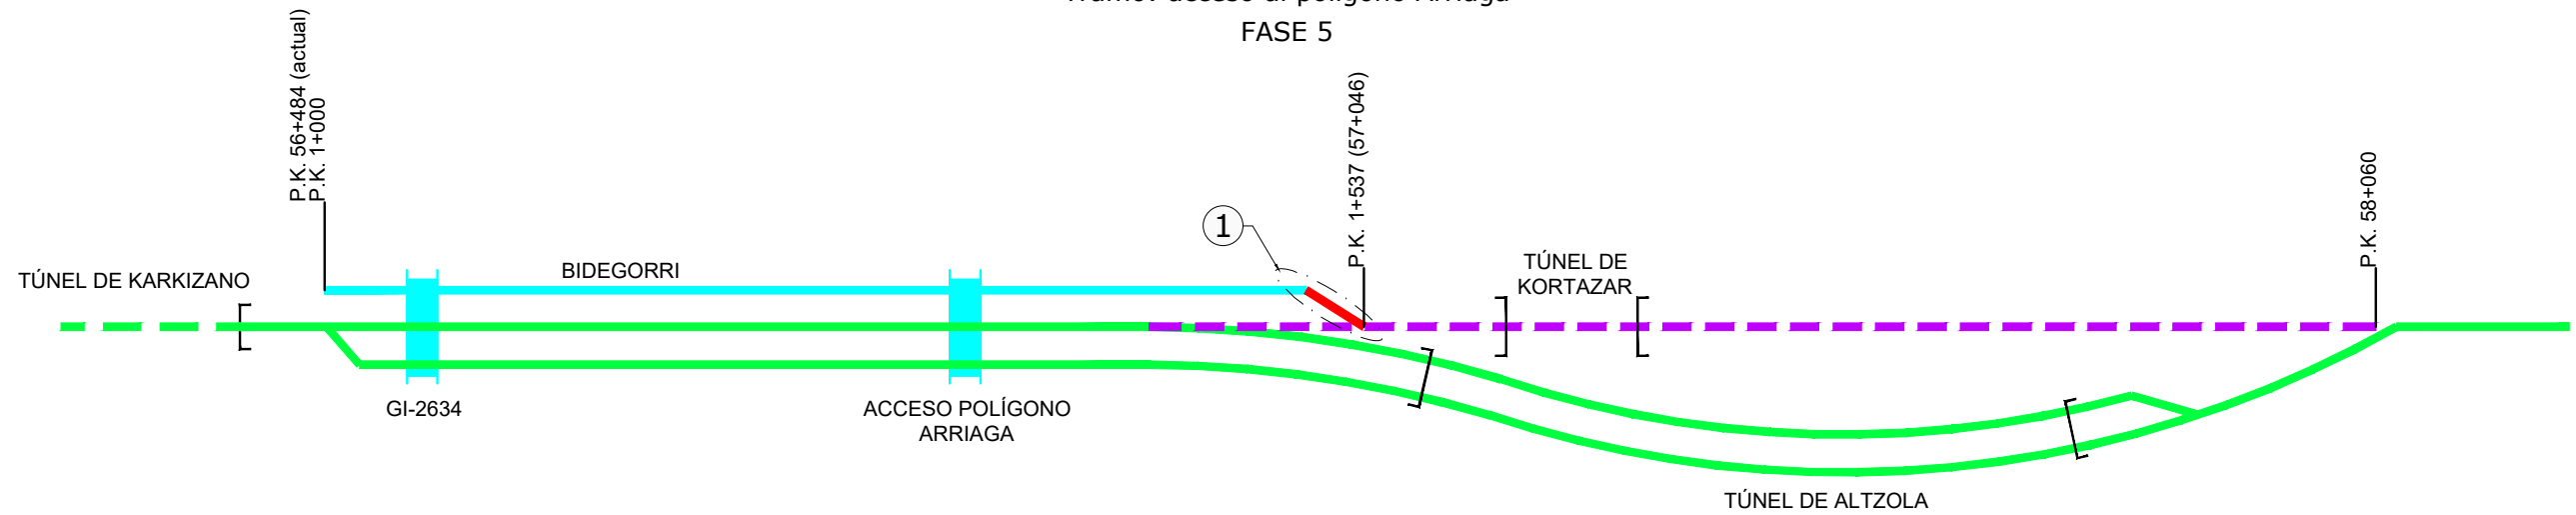 FASE 5
P.K. 56+484 (actual)
P.K. 1+000
P.K. 1+537 (57+046)
P.K. 58+060
1
TÚNEL DE KARKIZANO
BIDEGORRI
TÚNEL DE
KORTAZAR
GI-2634
ACCESO POLÍGONO
ARRIAGA
TÚNEL DE ALTZOLA